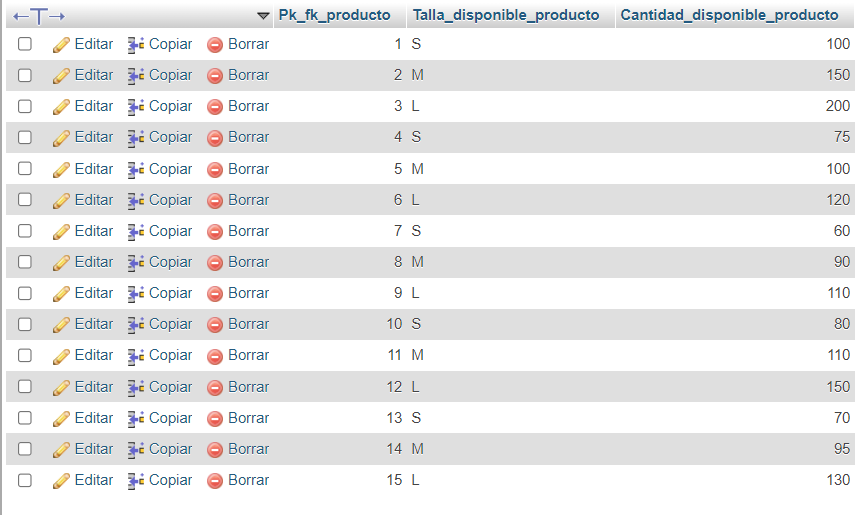 Pk_fk_producto Talla_disponible_producto Cantidad_disponible_producto
Editar Copiar Borrar 1 S 100
Editar Copiar Borrar 2 M 150
Editar Copiar Borrar 3 L 200
Editar Copiar Borrar 4 S 75
Editar Copiar Borrar 5 M 100
Editar Copiar Borrar 6 L 120
Editar Copiar Borrar 7 S 60
Editar Copiar Borrar 8 M 90
Editar Copiar Borrar 9 L 110
Editar Copiar Borrar 10 S 80
Editar Copiar Borrar 11 M 110
Editar Copiar Borrar 12 L 150
Editar Copiar Borrar 13 S 70
Editar Copiar Borrar 14 M 95
Editar Copiar Borrar 15 L 130